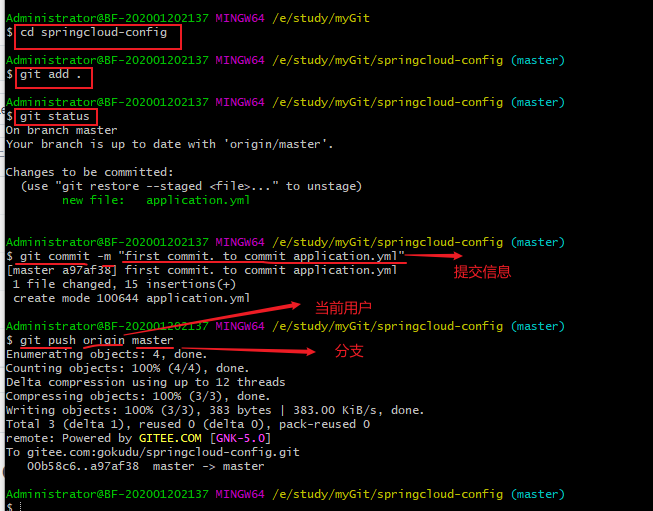 Administrator@BF-202001202137 MINGW64 /e/study/myGit
$ cd springcloud-config
Administrator@BF-202001202137 MINGW64 /e/study/myGit/springcloud-config (master)
$ git add .
Administrator@BF-202001202137 MINGW64 /e/study/myGit/springcloud-config (master)
$ git status
On branch master
Your branch is up to date with 'origin/master'.
Changes to be committed:
(use "git restore --staged <file>..." to unstage)
new file:   application.yml
Administrator@BF-202001202137 MINGW64 /e/study/myGit/springcloud-config (master)
$ git commit -m "first commit. to commit application.yml"
提交信息
[master a97af38] first commit. to commit application.yml
1 file changed, 15 insertions(+)
create mode 100644 application.yml
当前用户
Administrator@BF-202001202137 MINGW64 /e/study/myGit/springcloud-config (master)
$ git push origin master
分支
Enumerating objects: 4, done.
Counting objects: 100% (4/4), done.
Delta compression using up to 12 threads
Compressing objects: 100% (3/3), done.
Writing objects: 100% (3/3), 383 bytes | 383.00 KiB/s, done.
Total 3 (delta 1), reused 0 (delta 0), pack-reused 0
remote: Powered by GITEE.COM [GNK-5.0]
To gitee.com:gokudu/springcloud-config.git
00b58c6..a97af38  master -> master
Administrator@BF-202001202137 MINGW64 /e/study/myGit/springcloud-config (master)
$